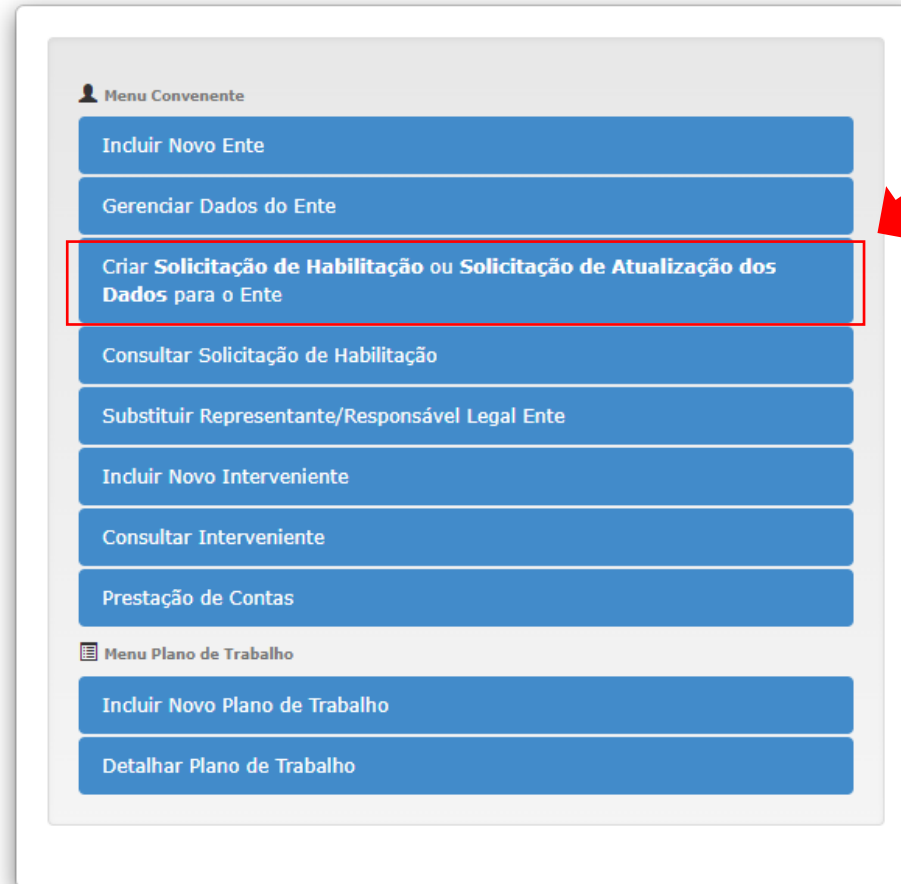 Menu Convenente
Incluir Novo Ente
Gerenciar Dados do Ente
Criar Solicitação de Habilitação ou Solicitação de Atualização dos
Dados para o Ente
Consultar Solicitação de Habilitação
Substituir Representante/Responsável Legal Ente
Incluir Novo Interveniente
Consultar Interveniente
Prestação de Contas
Menu Plano de Trabalho
Incluir Novo Plano de Trabalho
Detalhar Plano de Trabalho